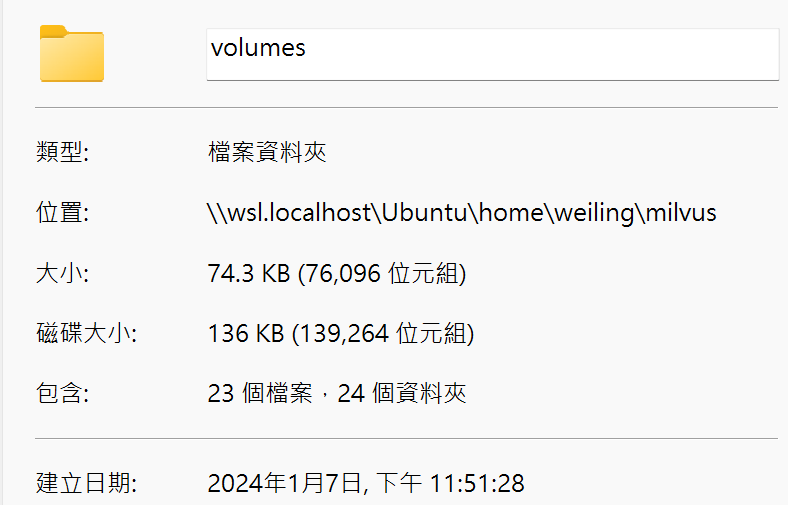 volumes
類型: 檔案資料夾
位置: \\wsl.localhost\Ubuntu\home\weiling\milvus
大小: 74.3 KB (76,096 位元組)
磁碟大小: 136 KB (139,264 位元組)
包含: 23 個檔案，24 個資料夾
建立日期: 2024年1月7日, 下午 11:51:28